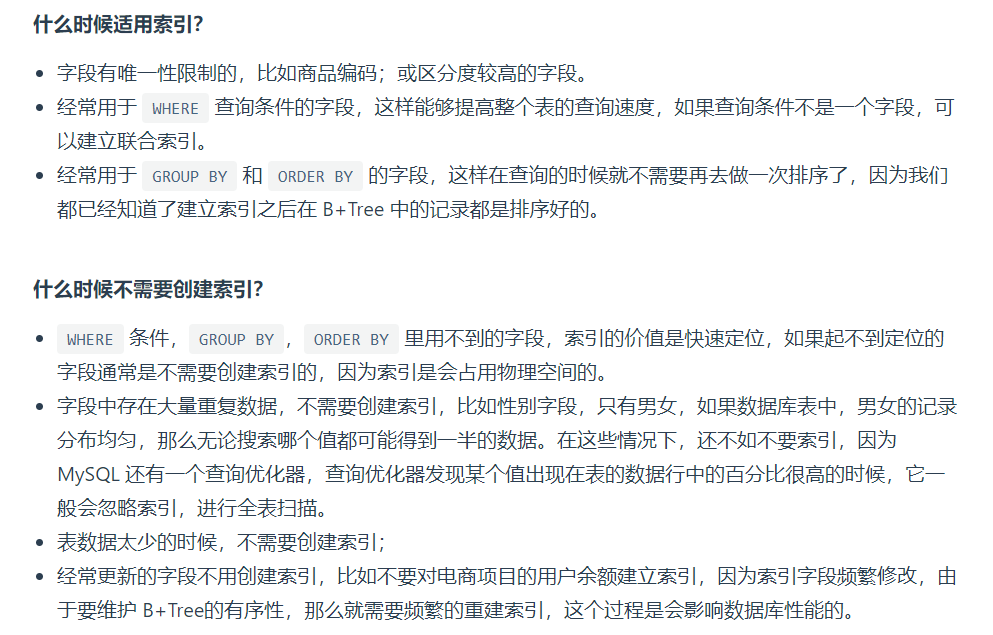 什么时候适用索引？
字段有唯一性限制的，比如商品编码；或区分度较高的字段。
经常用于 WHERE 查询条件的字段，这样能够提高整个表的查询速度，如果查询条件不是一个字段，可
以建立联合索引。
经常用于 GROUP BY 和 ORDER BY 的字段，这样在查询的时候就不需要再去做一次排序了，因为我们
都已经知道了建立索引之后在 B+Tree 中的记录都是排序好的。
什么时候不需要创建索引？
WHERE 条件，GROUP BY，ORDER BY 里用不到的字段，索引的价值是快速定位，如果起不到定位的
字段通常是不需要创建索引的，因为索引是会占用物理空间的。
字段中存在大量重复数据，不需要创建索引，比如性别字段，只有男女，如果数据库表中，男女的记录
分布均匀，那么无论搜索哪个值都可能得到一半的数据。在这些情况下，还不如不要索引，因为
MySQL 还有一个查询优化器，查询优化器发现某个值出现在表的数据行中的百分比很高的时候，它一
般会忽略索引，进行全表扫描。
表数据太少的时候，不需要创建索引；
经常更新的字段不用创建索引，比如不要对电商项目的用户余额建立索引，因为索引字段频繁修改，由
于要维护 B+Tree的有序性，那么就需要频繁的重建索引，这个过程是会影响数据库性能的。